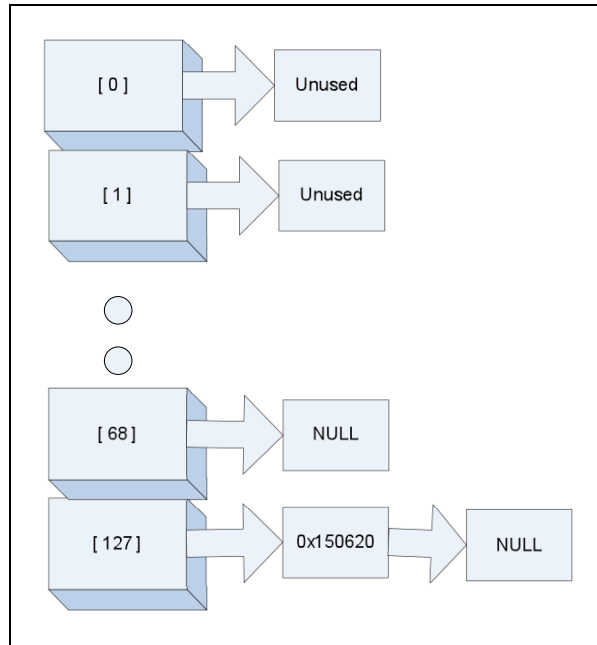 [ 0 ] Unused
[ 1 ] Unused
[ 68 ] NULL
[ 127 ] 0x150620 NULL